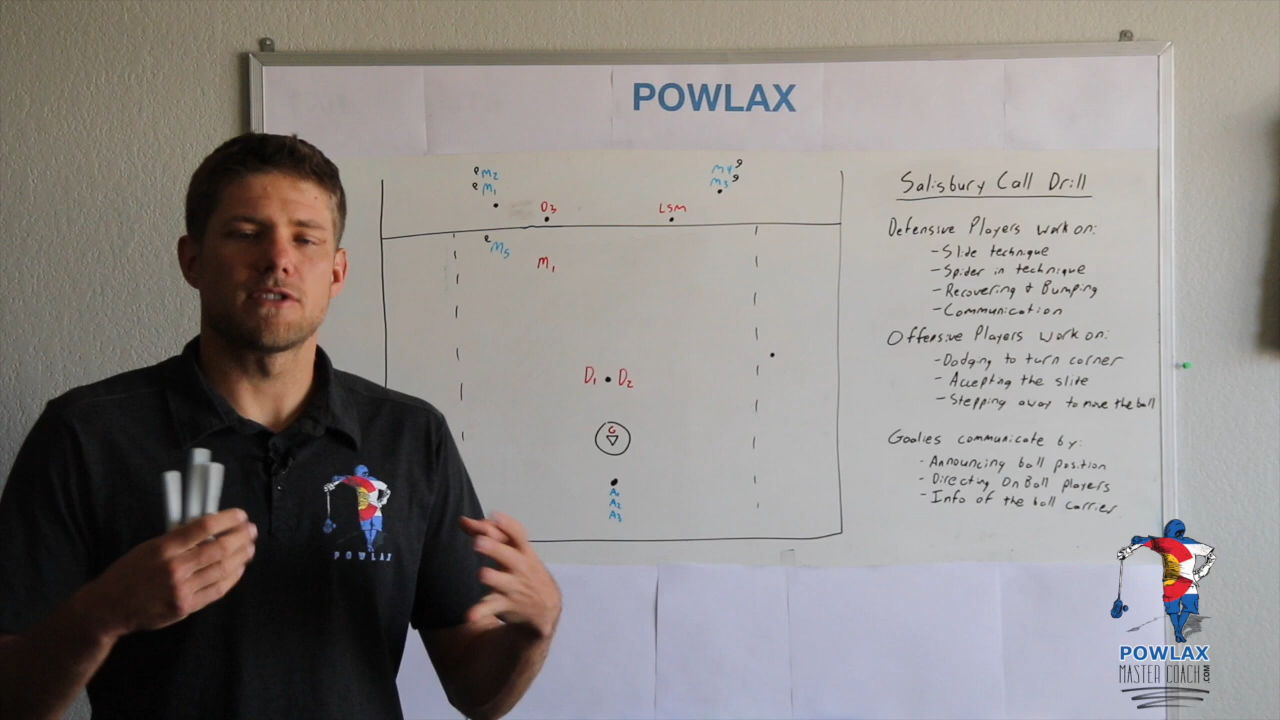 POWLAX
M2
M1
M4
M3
D3
LSM
M5
M1
D1
D2
G
A1
A2
A3
Salisbury Call Drill
Defensive Players work on:
- Slide technique
- Spider in technique
- Recovering & Bumping
- Communication
Offensive Players work on:
- Dodging to turn corner
- Accepting the slite
- Stepping away to move the ball
Goalies communicate by:
- Announcing ball position
- Directing On Ball players
- Info of the ball carrier
POWLAX
POWLAX
MASTER COACH.COM